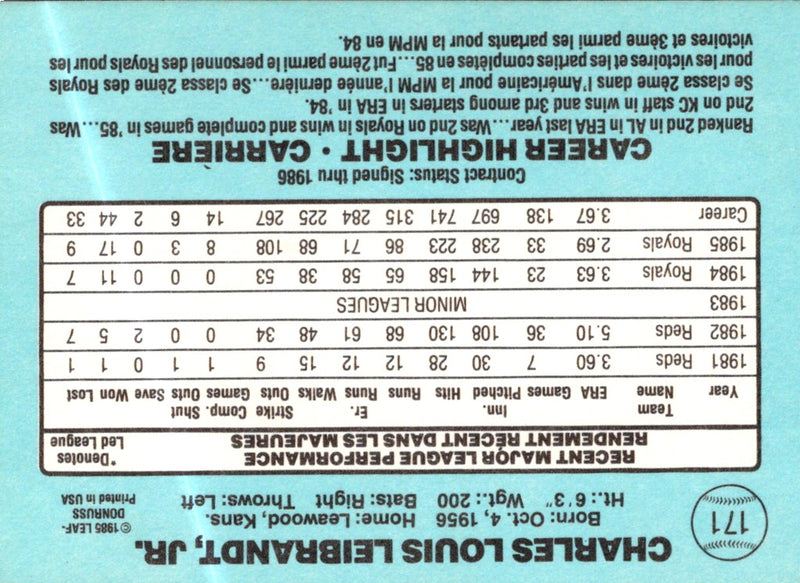 171
CHARLES LOUIS LEIBRANDT, JR.
Born: Oct. 4, 1956 Home: Leawood, Kans.
Ht.: 6'3" Wgt.: 200 Bats: Right Throws: Left
©1985 LEAF-
DONRUSS
Printed in USA
RECENT MAJOR LEAGUE PERFORMANCE
RENDEMENT RÉCENT DANS LES MAJEURES
*Denotes
Led League
Year Team Name ERA Games Inn. Pitched Hits Runs Er. Runs Walks Strike Outs Comp. Games Shut Outs Save Won Lost
1981 Reds 3.60 7 30 28 12 12 15 9 1 1 0 1 1
1982 Reds 5.10 36 108 130 68 61 48 34 0 0 2 5 7
1983 MINOR LEAGUES
1984 Royals 3.63 23 144 158 65 58 38 53 0 0 0 11 7
1985 Royals 2.69 33 238 223 86 71 68 108 8 3 0 17 9
Career 3.67 138 697 741 315 284 225 267 14 6 2 44 33
Contract Status: Signed thru 1986
CAREER HIGHLIGHT • CARRIÈRE
Ranked 2nd in AL in ERA last year...Was 2nd on Royals in wins and complete games in '85...Was
2nd on KC staff in wins and 3rd among starters in ERA in '84.
Se classa 2ème dans l'Américaine pour la MPM l'année dernière...Se classa 2ème des Royals
pour les victoires et les parties complètes en 85...Fut 2ème parmi le personnel des Royals pour les
victoires et 3ème parmi les partants pour la MPM en 84.